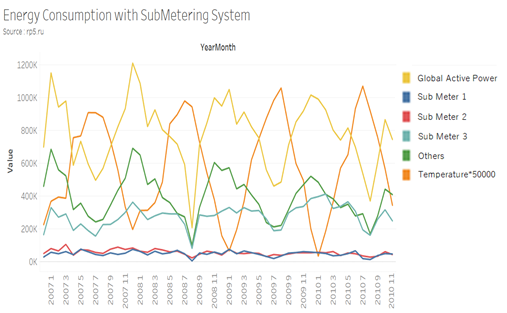 Energy Consumption with SubMetering System
Source : rp5.ru
YearMonth
1200K
1000K
800K
600K
400K
200K
0K
Value
2007 1
2007 3
2007 5
2007 7
2007 9
2007 11
2008 1
2008 3
2008 5
2008 7
2008 9
2008 11
2009 1
2009 3
2009 5
2009 7
2009 9
2009 11
2010 1
2010 3
2010 5
2010 7
2010 9
2010 11
Global Active Power
Sub Meter 1
Sub Meter 2
Sub Meter 3
Others
Temperature*50000